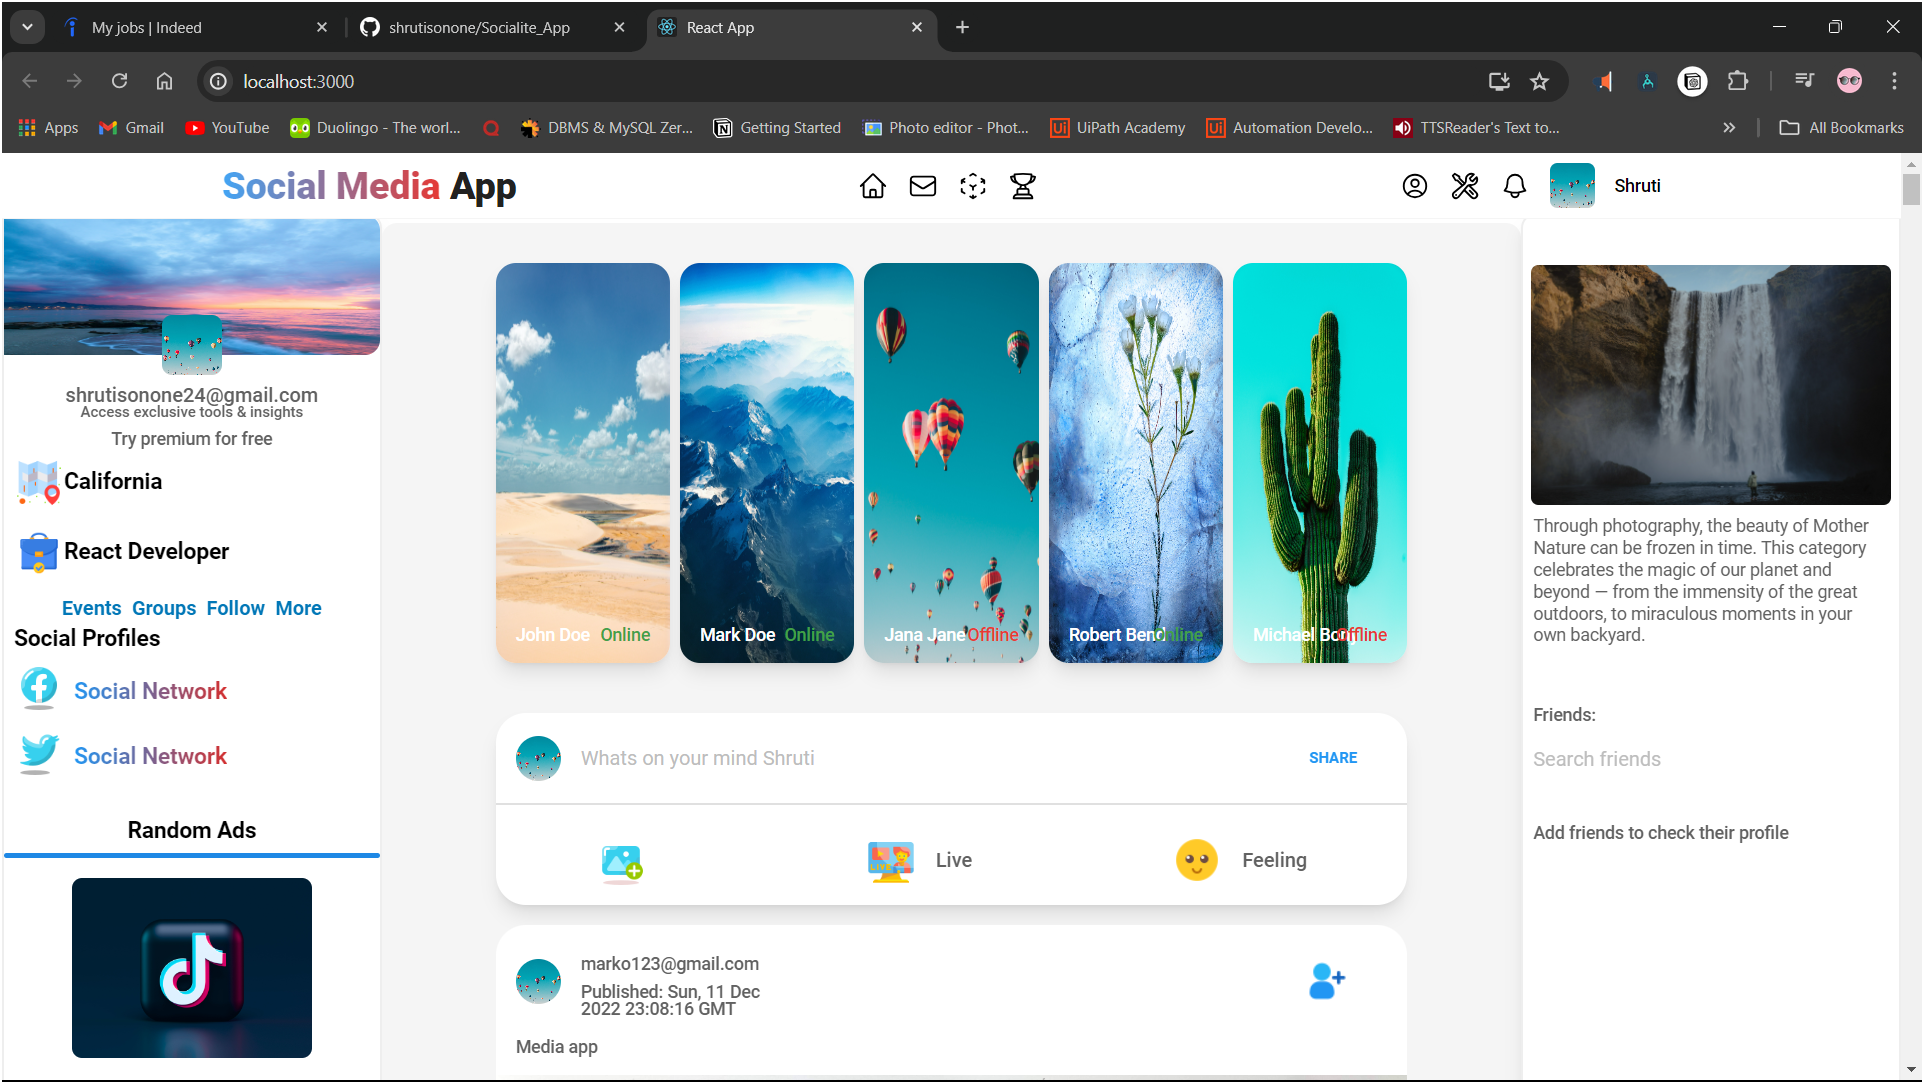 My jobs | Indeed
shrutisonone/Socialite_App
React App
localhost:3000
Apps
Gmail
YouTube
Duolingo - The worl...
DBMS & MySQL Zer...
Getting Started
Photo editor - Phot...
UiPath Academy
Automation Develo...
TTSReader's Text to...
All Bookmarks
Social Media App
Shruti
shrutisonone24@gmail.com
Access exclusive tools & insights
Try premium for free
California
React Developer
Events Groups Follow More
Social Profiles
Social Network
Social Network
Random Ads
John Doe Online
Mark Doe Online
Jana Jane Offline
Robert Bend
Michael
Offline
Whats on your mind Shruti
SHARE
LIVE
Live
Feeling
marko123@gmail.com
Published: Sun, 11 Dec
2022 23:08:16 GMT
Media app
Through photography, the beauty of Mother
Nature can be frozen in time. This category
celebrates the magic of our planet and
beyond — from the immensity of the great
outdoors, to miraculous moments in your
own backyard.
Friends:
Search friends
Add friends to check their profile